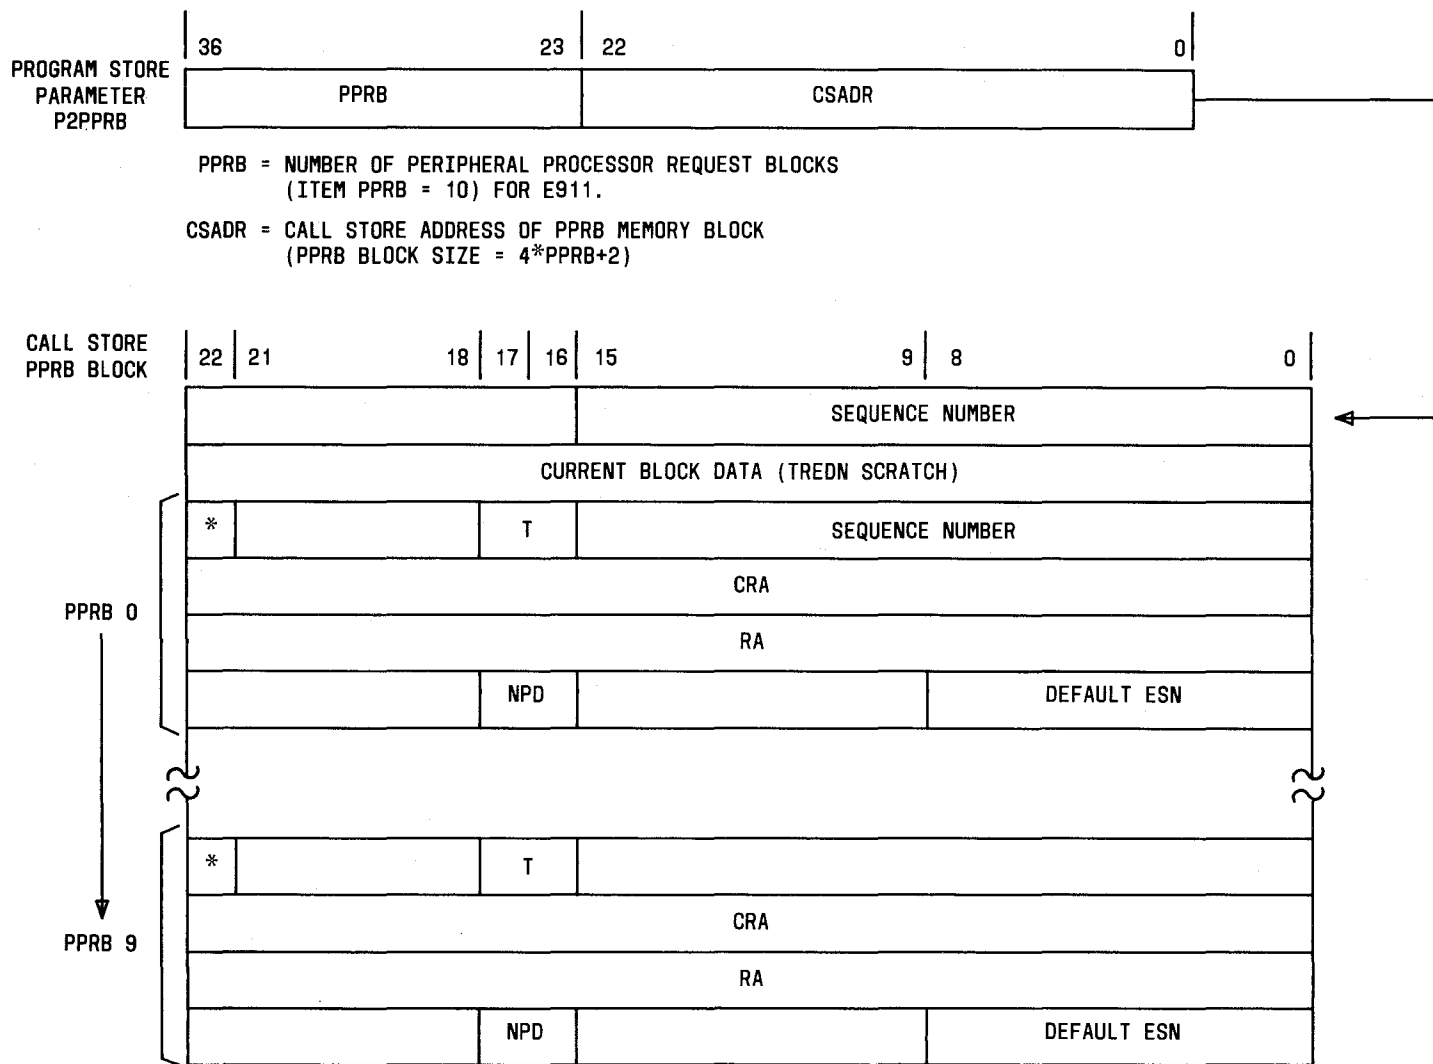 36 23 22 0
PROGRAM STORE
PARAMETER
P2PPRB
PPRB CSADR
PPRB = NUMBER OF PERIPHERAL PROCESSOR REQUEST BLOCKS
(ITEM PPRB = 10) FOR E911.
CSADR = CALL STORE ADDRESS OF PPRB MEMORY BLOCK
(PPRB BLOCK SIZE = 4*PPRB+2)
CALL STORE
PPRB BLOCK
22 21 18 17 16 15 9 8 0
SEQUENCE NUMBER
CURRENT BLOCK DATA (TREDN SCRATCH)
* T SEQUENCE NUMBER
CRA
PPRB 0
RA
NPD DEFAULT ESN
* T
CRA
PPRB 9
RA
NPD DEFAULT ESN